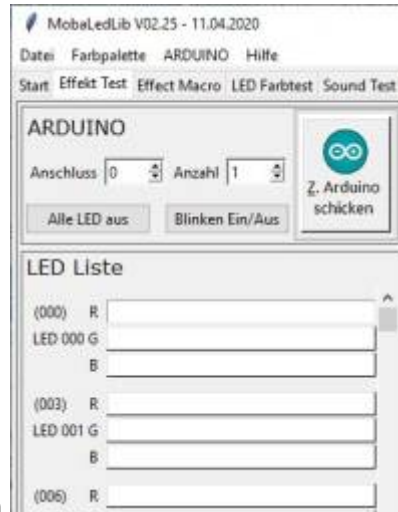 MobaLedLib V02.25 - 11.04.2020
Datei Farbpalette ARDUINO Hilfe
Start Effekt Test Effect Macro LED Farbtest Sound Test
ARDUINO
Anschluss 0 Anzahl 1
Alle LED aus Blinken Ein/Aus
Z. Arduino
schicken
LED Liste
(000) R
LED 000 G
B
(003) R
LED 001 G
B
(006) R